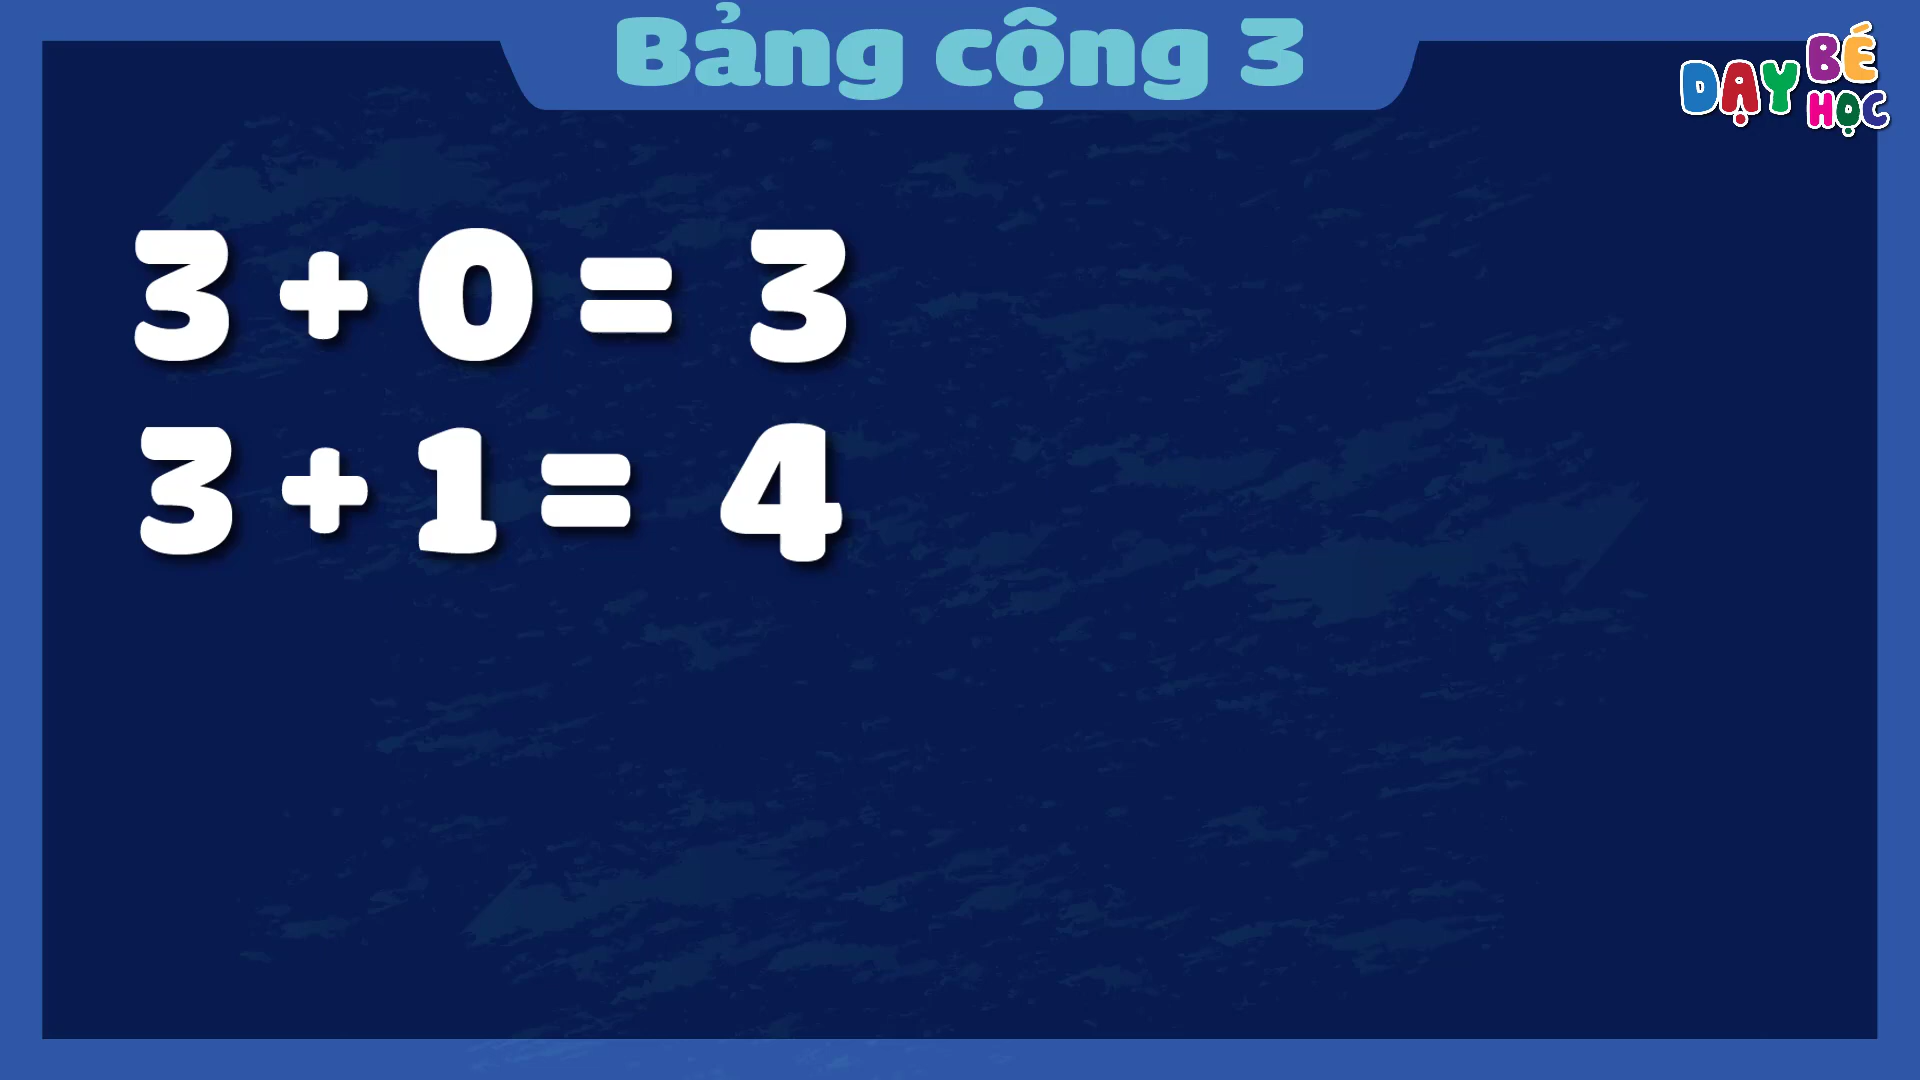 Bảng cộng 3
DẠY BÉ HỌC
3 + 0 = 3
3 + 1 = 4